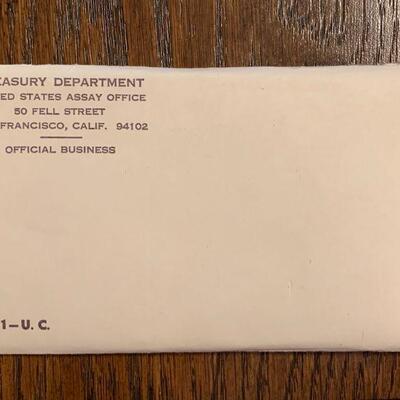 EASURY DEPARTMENT
ED STATES ASSAY OFFICE
50 FELL STREET
FRANCISCO, CALIF. 94102
OFFICIAL BUSINESS
1—U. C.